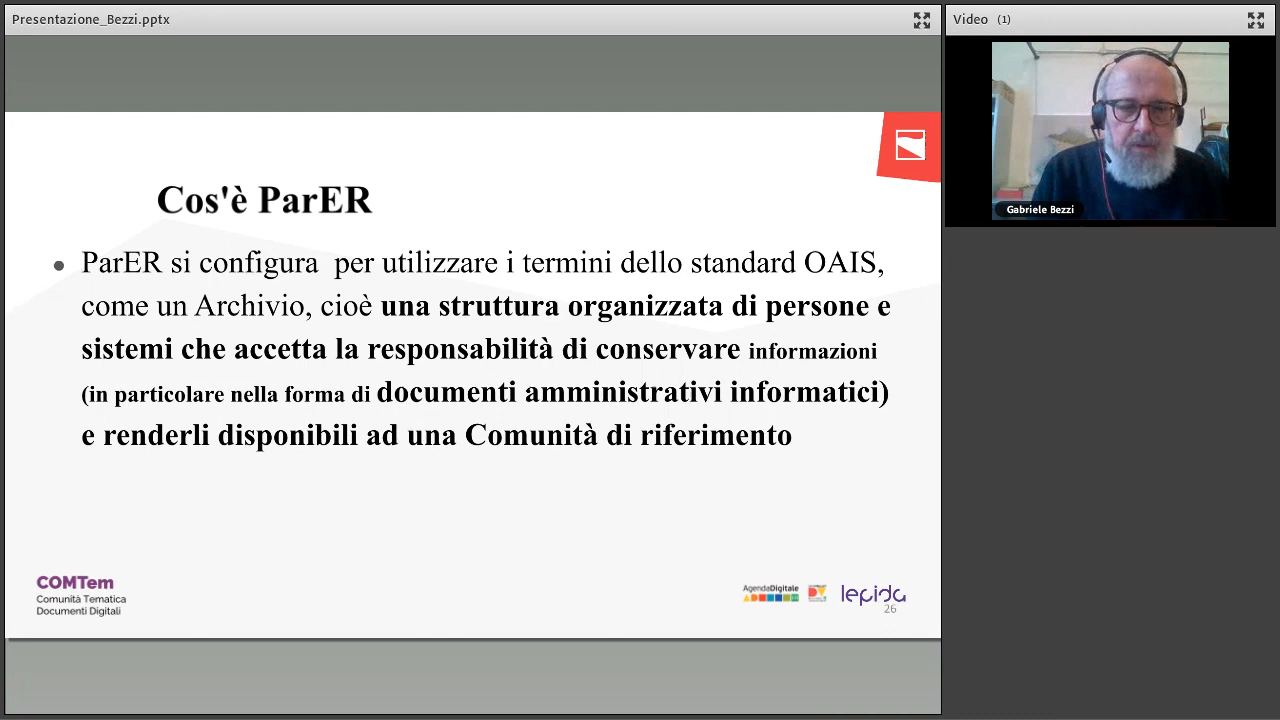 Presentazione_Bezzi.pptx
Video (1)
Gabriele Bezzi
Cos'è ParER
• ParER si configura per utilizzare i termini dello standard OAIS,
come un Archivio, cioè una struttura organizzata di persone e
sistemi che accetta la responsabilità di conservare informazioni
(in particolare nella forma di documenti amministrativi informatici)
e renderli disponibili ad una Comunità di riferimento
COMTem
Comunità Tematica
Documenti Digitali
AgendaDigitale
lepida
26